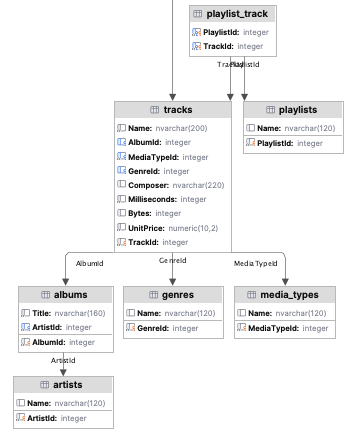 playlist_track
PlaylistId: integer
TrackId: integer
TrackId
PlaylistId
tracks
Name: nvarchar(200)
AlbumId: integer
MediaTypeId: integer
GenreId: integer
Composer: nvarchar(220)
Milliseconds: integer
Bytes: integer
UnitPrice: numeric(10,2)
TrackId: integer
playlists
Name: nvarchar(120)
PlaylistId: integer
AlbumId
GenreId
MediaTypeId
albums
Title: nvarchar(160)
ArtistId: integer
AlbumId: integer
genres
Name: nvarchar(120)
GenreId: integer
media_types
Name: nvarchar(120)
MediaTypeId: integer
ArtistId
artists
Name: nvarchar(120)
ArtistId: integer